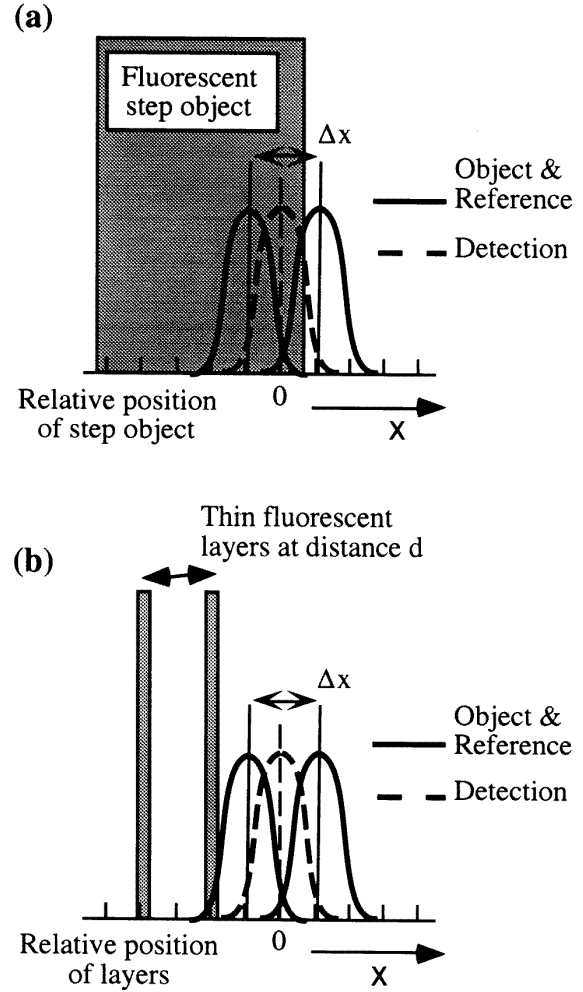 (a)
Fluorescent
step object
Δx
Object &
Reference
Detection
Relative position
of step object
0
X
Thin fluorescent
layers at distance d
(b)
Δx
Object &
Reference
Detection
Relative position
of layers
0
X